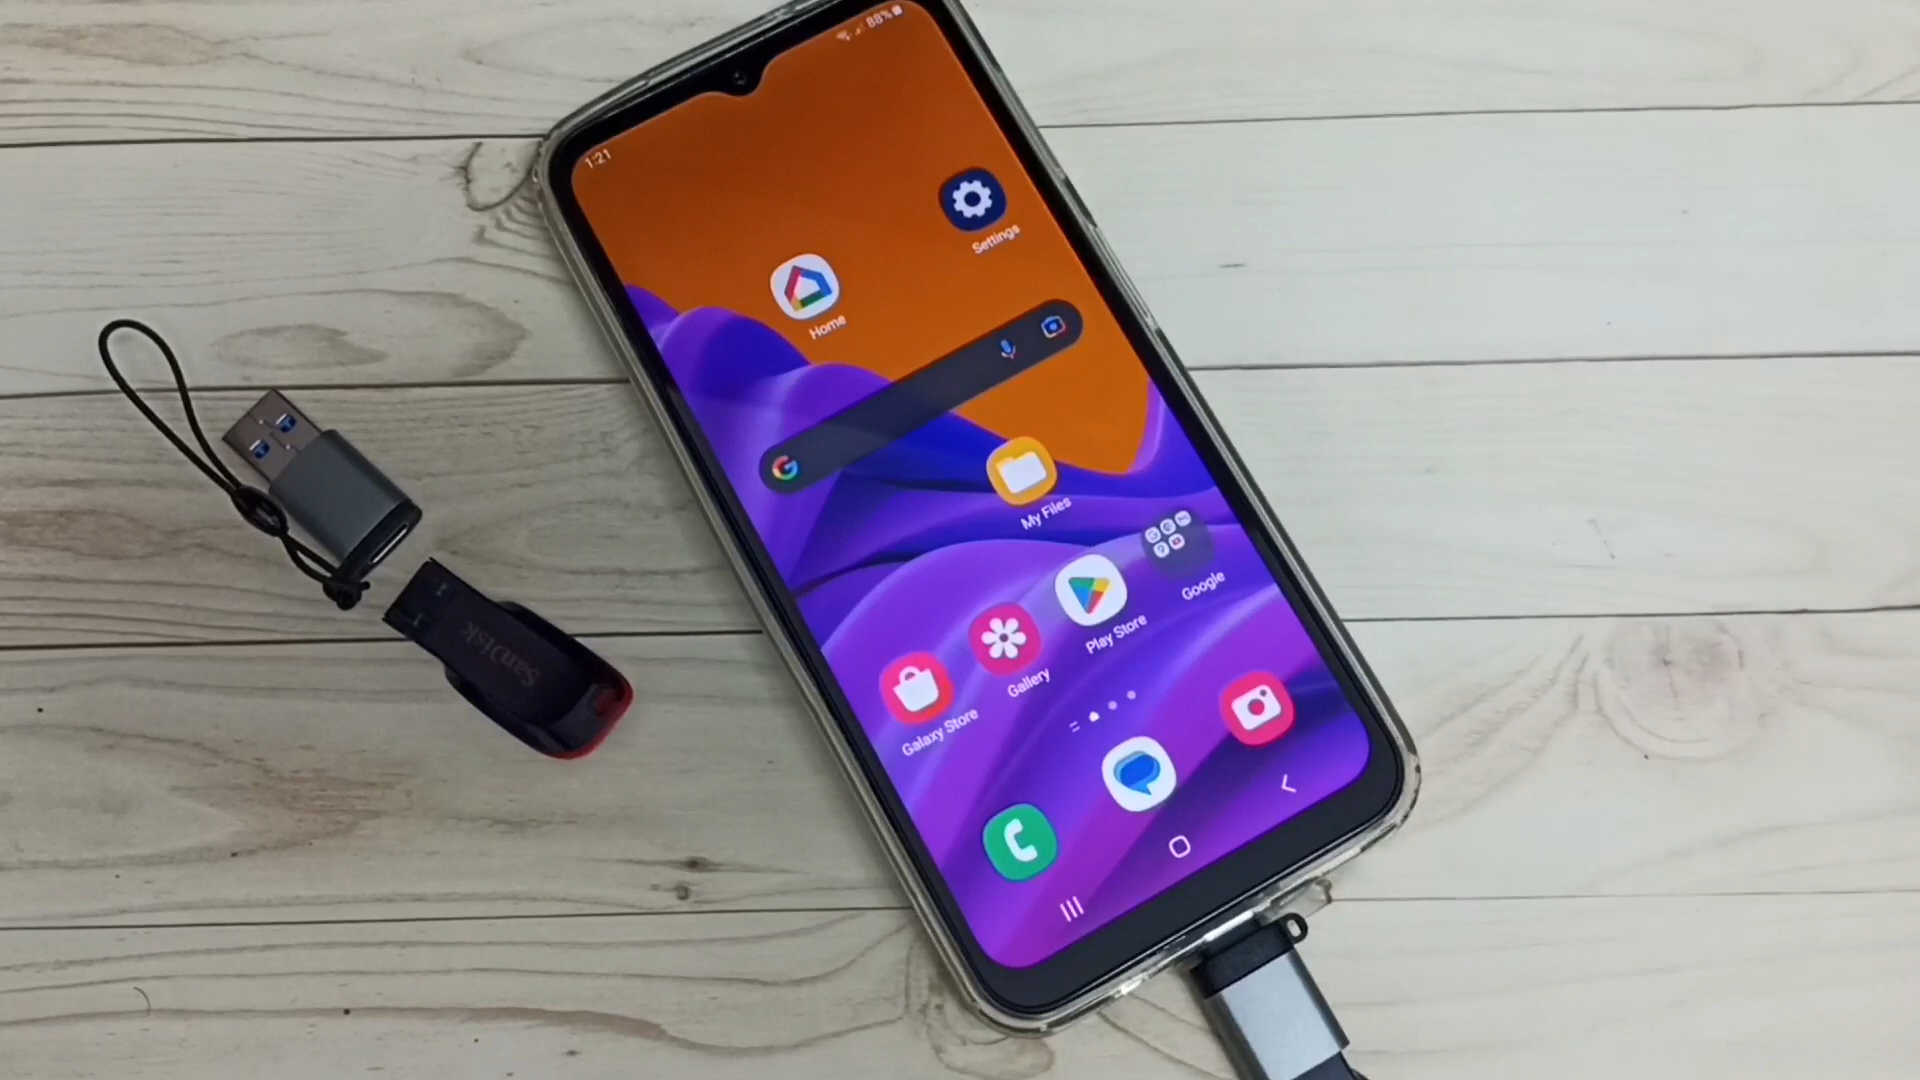 1:21
88%
Settings
Home
My Files
Google
Play Store
Gallery
Galaxy Store
SanDisk